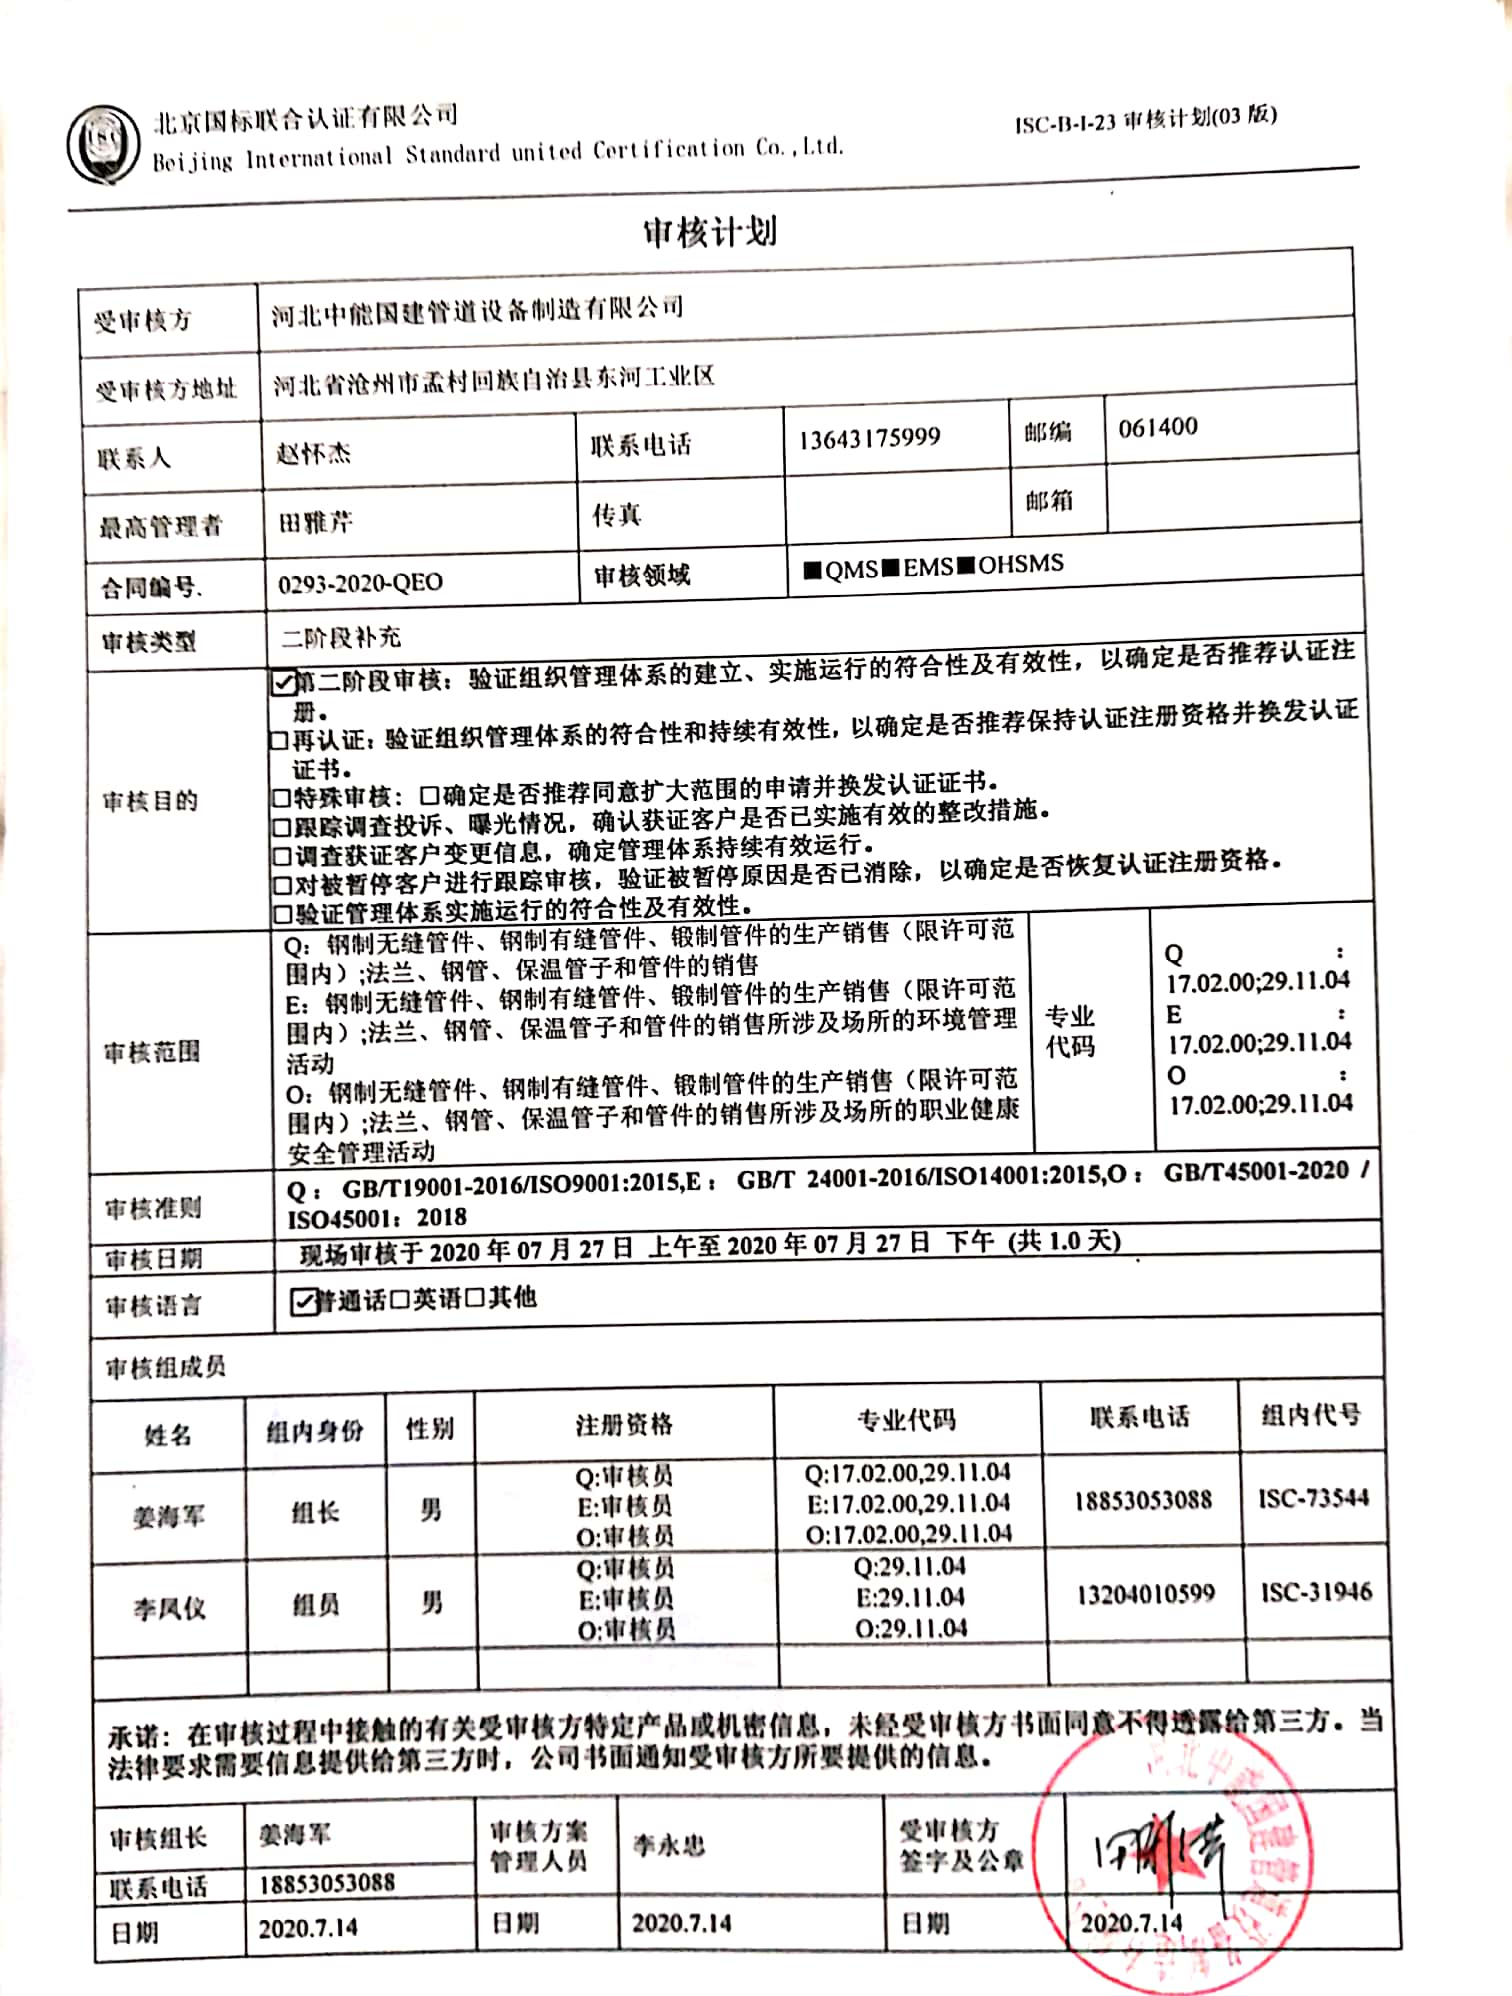 北京国标联合认证有限公司
ISC-B-I-23 审核计划(03 版)
Beijing International Standard united Certification Co.,Ltd.
审核计划
受审核方 河北中能国建管道设备制造有限公司
受审核方地址 河北省沧州市孟村回族自治县东河工业区
联系人 赵怀杰 联系电话 13643175999 邮编 061400
最高管理者 田雅芹 传真 邮箱
合同编号. 0293-2020-QEO 审核领域 ■QMS■EMS■OHSMS
审核类型 二阶段补充
审核目的
☑第二阶段审核：验证组织管理体系的建立、实施运行的符合性及有效性，以确定是否推荐认证注
册。
□再认证：验证组织管理体系的符合性和持续有效性，以确定是否推荐保持认证注册资格并换发认证
证书。
□特殊审核：□确定是否推荐同意扩大范围的申请并换发认证证书。
□跟踪调查投诉、曝光情况，确认获证客户是否已实施有效的整改措施。
□调查获证客户变更信息，确定管理体系持续有效运行。
□对被暂停客户进行跟踪审核，验证被暂停原因是否已消除，以确定是否恢复认证注册资格。
□验证管理体系实施运行的符合性及有效性。
审核范围
Q：钢制无缝管件、钢制有缝管件、锻制管件的生产销售（限许可范
围内）;法兰、钢管、保温管子和管件的销售
E：钢制无缝管件、钢制有缝管件、锻制管件的生产销售（限许可范
围内）;法兰、钢管、保温管子和管件的销售所涉及场所的环境管理
活动
O：钢制无缝管件、钢制有缝管件、锻制管件的生产销售（限许可范
围内）;法兰、钢管、保温管子和管件的销售所涉及场所的职业健康
安全管理活动
专业
代码
Q :
17.02.00;29.11.04
E :
17.02.00;29.11.04
O :
17.02.00;29.11.04
审核准则
Q： GB/T19001-2016/ISO9001:2015,E： GB/T 24001-2016/ISO14001:2015,O： GB/T45001-2020 /
ISO45001：2018
审核日期 现场审核于 2020 年 07 月 27 日 上午至 2020 年 07 月 27 日 下午 (共 1.0 天)
审核语言 ☑普通话□英语□其他
审核组成员
姓名 组内身份 性别 注册资格 专业代码 联系电话 组内代号
姜海军 组长 男
Q:审核员
E:审核员
O:审核员
Q:17.02.00,29.11.04
E:17.02.00,29.11.04
O:17.02.00,29.11.04
18853053088 ISC-73544
李凤仪 组员 男
Q:审核员
E:审核员
O:审核员
Q:29.11.04
E:29.11.04
O:29.11.04
13204010599 ISC-31946
承诺：在审核过程中接触的有关受审核方特定产品或机密信息，未经受审核方书面同意不得透露给第三方。当
法律要求需要信息提供给第三方时，公司书面通知受审核方所要提供的信息。
审核组长 姜海军
审核方案
管理人员
李永忠
受审核方
签字及公章
田雅芹
联系电话 18853053088
日期 2020.7.14 日期 2020.7.14 日期 2020.7.14